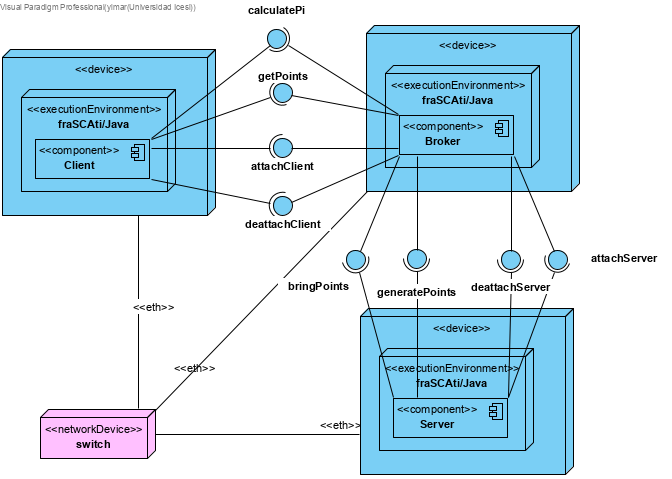 Visual Paradigm Professional(ylmar(Universidad Icesi))
calculatePi
<<device>>
<<device>>
getPoints
<<executionEnvironment>>
fraSCAti/Java
<<executionEnvironment>>
fraSCAti/Java
<<component>>
Client
<<component>>
Broker
attachClient
deattachClient
bringPoints
generatePoints
deattachServer
attachServer
<<eth>>
<<device>>
<<eth>>
<<executionEnvironment>>
fraSCAti/Java
<<component>>
Server
<<networkDevice>>
switch
<<eth>>